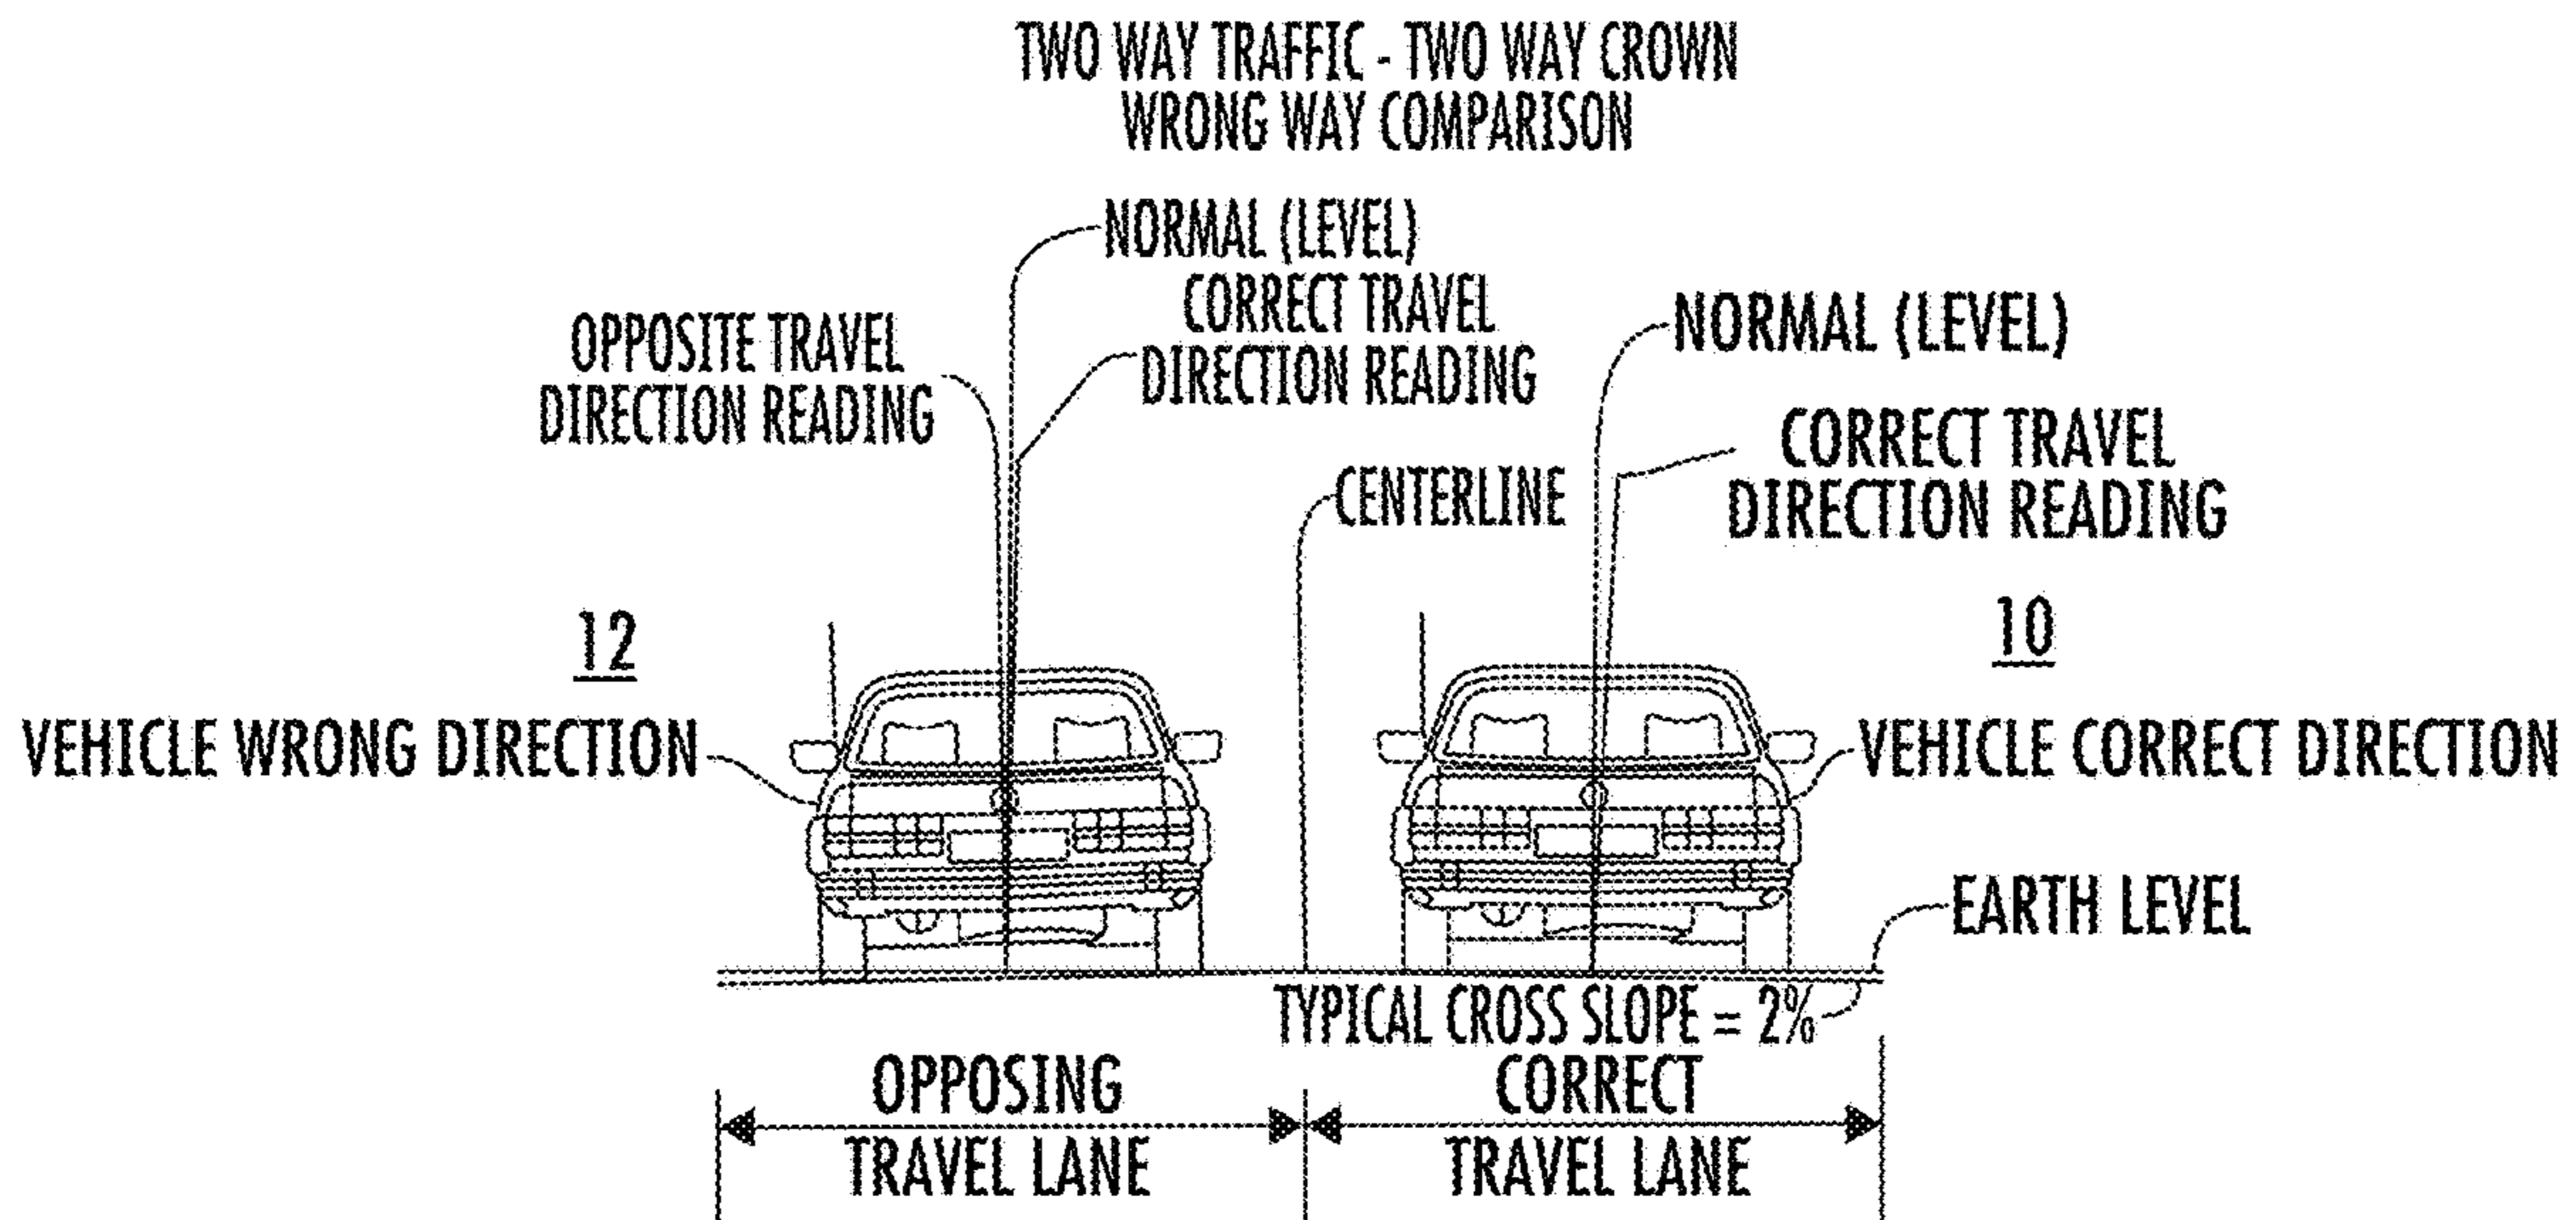 TWO WAY TRAFFIC - TWO WAY CROWN
WRONG WAY COMPARISON
NORMAL (LEVEL)
CORRECT TRAVEL
DIRECTION READING
OPPOSITE TRAVEL
DIRECTION READING
NORMAL (LEVEL)
CORRECT TRAVEL
DIRECTION READING
CENTERLINE
12
10
VEHICLE WRONG DIRECTION
VEHICLE CORRECT DIRECTION
EARTH LEVEL
TYPICAL CROSS SLOPE = 2%
OPPOSING
TRAVEL LANE
CORRECT
TRAVEL LANE